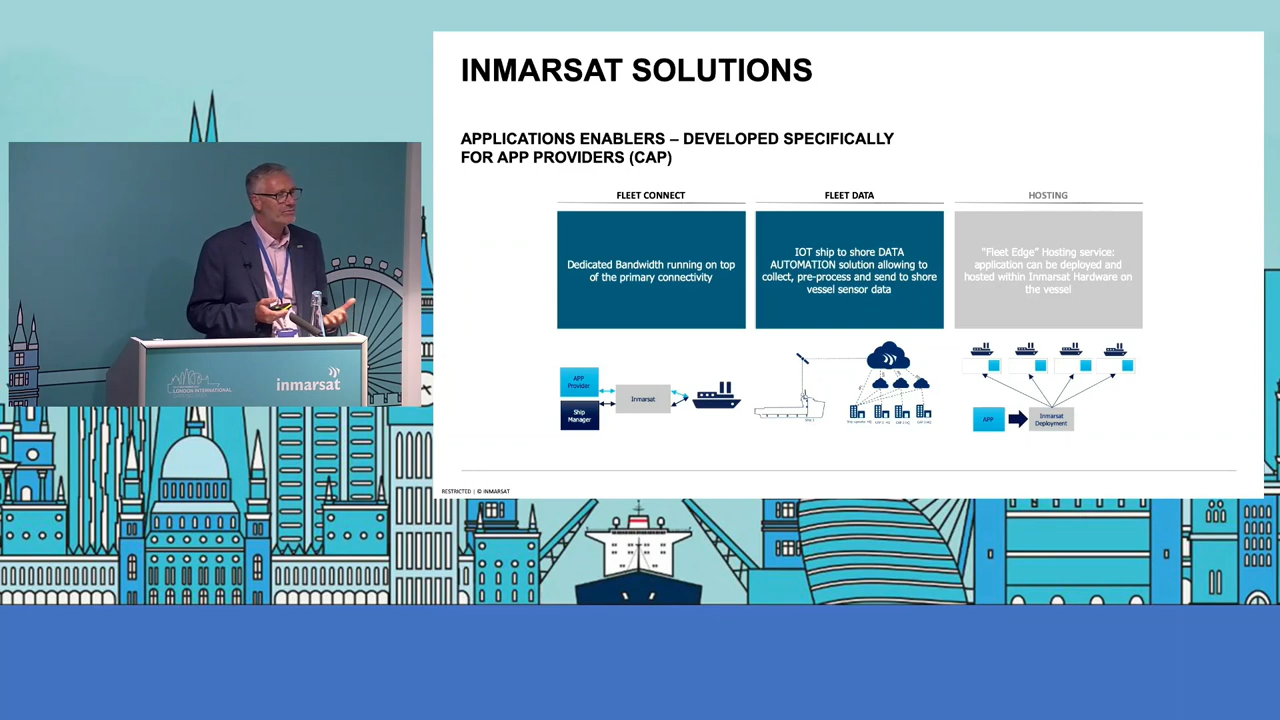 INMARSAT SOLUTIONS
APPLICATIONS ENABLERS – DEVELOPED SPECIFICALLY
FOR APP PROVIDERS (CAP)
FLEET CONNECT
Dedicated Bandwidth running on top
of the primary connectivity
FLEET DATA
IOT ship to shore DATA
AUTOMATION solution allowing to
collect, pre-process and send to shore
vessel sensor data
HOSTING
"Fleet Edge" Hosting service:
application can be deployed and
hosted within Inmarsat Hardware on
the vessel
APP
Provider
Ship
Manager
Inmarsat
APP
Inmarsat
Deployment
RESTRICTED | © INMARSAT
LONDON INTERNATIONAL
inmarsat